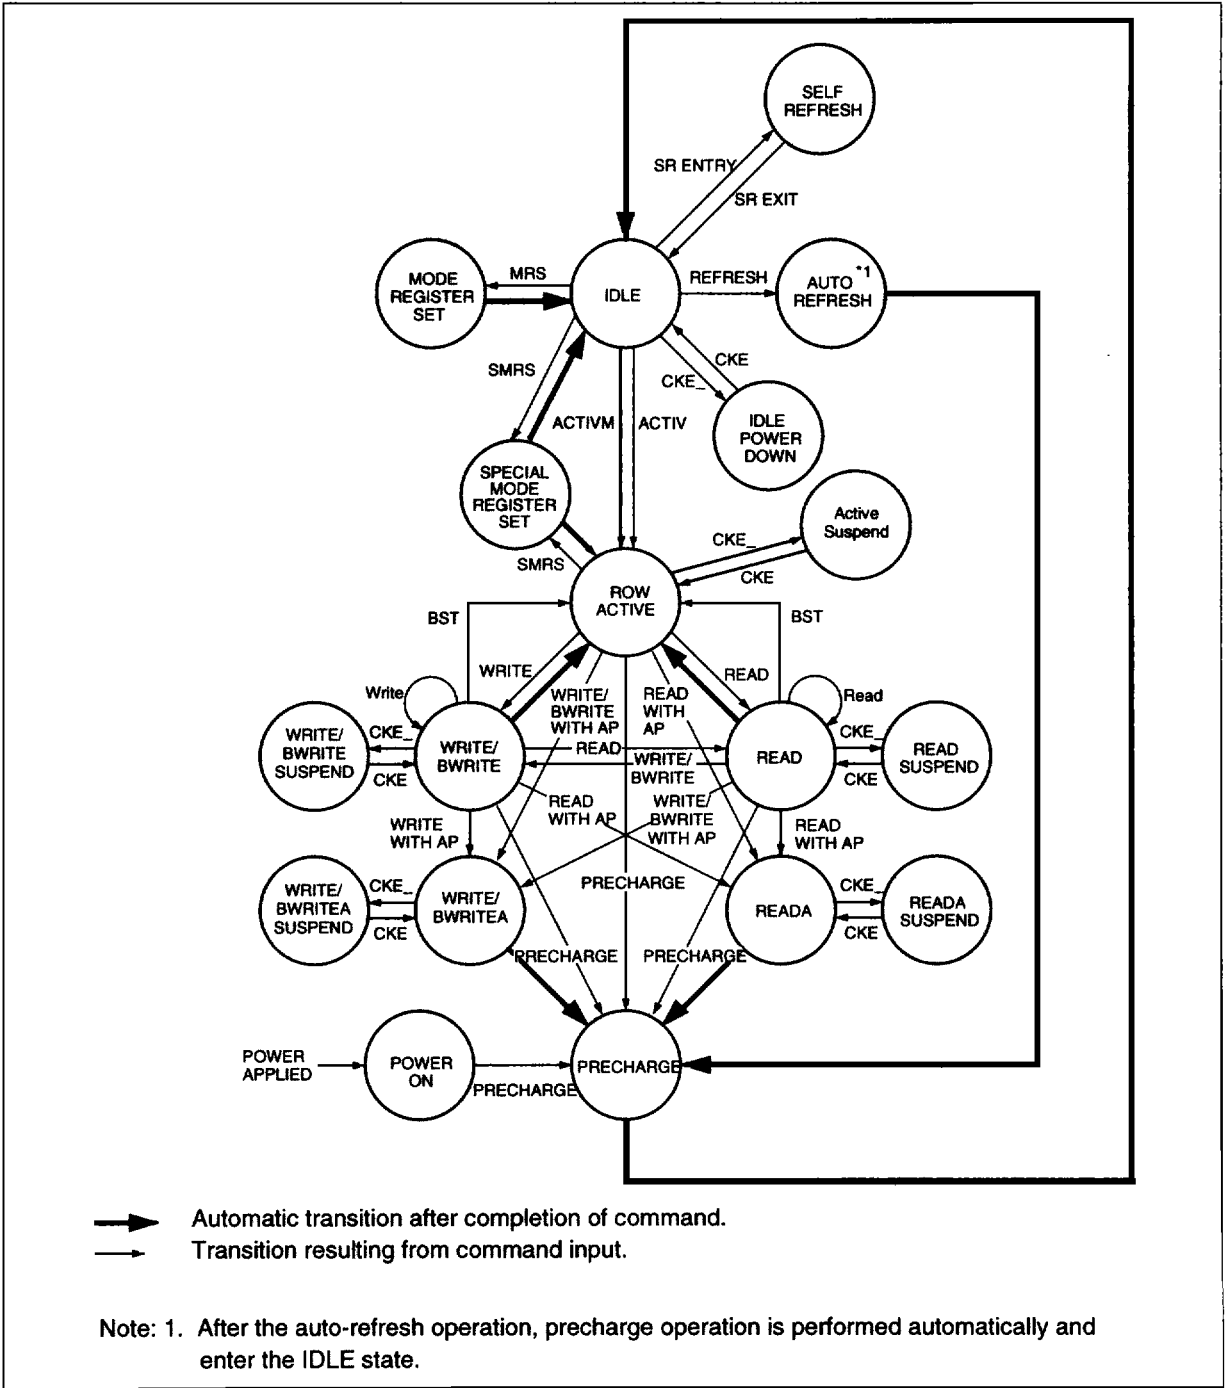 SELF
REFRESH
SR ENTRY
SR EXIT
MODE
REGISTER
SET
MRS
IDLE
REFRESH
AUTO *1
REFRESH
SMRS
CKE
CKE_
ACTIVM
ACTIV
IDLE
POWER
DOWN
SPECIAL
MODE
REGISTER
SET
Active
Suspend
CKE_
CKE
SMRS
ROW
ACTIVE
BST
BST
WRITE
READ
Write
WRITE/
BWRITE
WITH AP
READ
WITH
AP
Read
WRITE/
BWRITE
SUSPEND
CKE_
CKE
WRITE/
BWRITE
READ
WRITE/
BWRITE
READ
CKE_
CKE
READ
SUSPEND
READ
WITH AP
WRITE/
BWRITE
WITH AP
WRITE
WITH AP
READ
WITH AP
PRECHARGE
WRITE/
BWRITEA
SUSPEND
CKE_
CKE
WRITE/
BWRITEA
READA
CKE_
CKE
READA
SUSPEND
PRECHARGE
PRECHARGE
POWER
APPLIED
POWER
ON
PRECHARGE
PRECHARGE
Automatic transition after completion of command.
Transition resulting from command input.
Note: 1. After the auto-refresh operation, precharge operation is performed automatically and
enter the IDLE state.